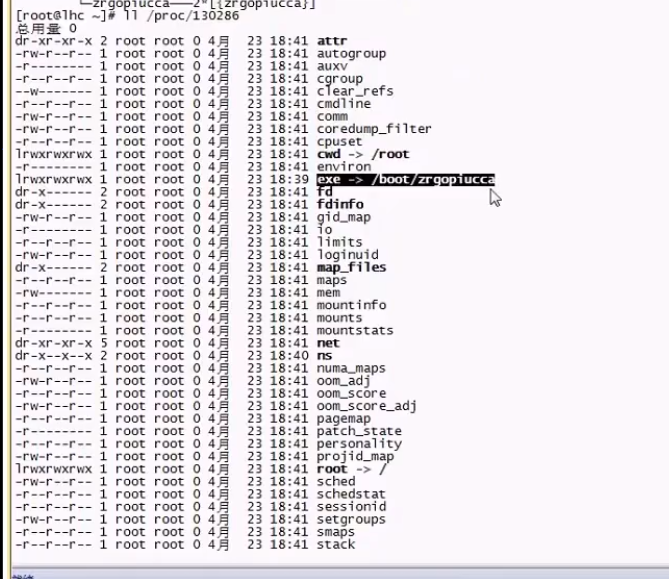 └─zrgopiucca───2*[{zrgopiucca}]
[root@lhc ~]# ll /proc/130286
总用量 0
dr-xr-xr-x 2 root root 0 4月 23 18:41 attr
-rw-r--r-- 1 root root 0 4月 23 18:41 autogroup
-r-------- 1 root root 0 4月 23 18:41 auxv
-r--r--r-- 1 root root 0 4月 23 18:41 cgroup
--w------- 1 root root 0 4月 23 18:41 clear_refs
-r--r--r-- 1 root root 0 4月 23 18:41 cmdline
-rw-r--r-- 1 root root 0 4月 23 18:41 comm
-rw-r--r-- 1 root root 0 4月 23 18:41 coredump_filter
-r--r--r-- 1 root root 0 4月 23 18:41 cpuset
lrwxrwxrwx 1 root root 0 4月 23 18:41 cwd -> /root
-r-------- 1 root root 0 4月 23 18:41 environ
lrwxrwxrwx 1 root root 0 4月 23 18:39 exe -> /boot/zrgopiucca
dr-x------ 2 root root 0 4月 23 18:41 fd
dr-x------ 2 root root 0 4月 23 18:41 fdinfo
-rw-r--r-- 1 root root 0 4月 23 18:41 gid_map
-r-------- 1 root root 0 4月 23 18:41 io
-r--r--r-- 1 root root 0 4月 23 18:41 limits
-rw-r--r-- 1 root root 0 4月 23 18:41 loginuid
dr-x------ 2 root root 0 4月 23 18:41 map_files
-r--r--r-- 1 root root 0 4月 23 18:41 maps
-rw------- 1 root root 0 4月 23 18:41 mem
-r--r--r-- 1 root root 0 4月 23 18:41 mountinfo
-r--r--r-- 1 root root 0 4月 23 18:41 mounts
-r-------- 1 root root 0 4月 23 18:41 mountstats
dr-xr-xr-x 5 root root 0 4月 23 18:41 net
dr-x--x--x 2 root root 0 4月 23 18:40 ns
-r--r--r-- 1 root root 0 4月 23 18:41 numa_maps
-rw-r--r-- 1 root root 0 4月 23 18:41 oom_adj
-r--r--r-- 1 root root 0 4月 23 18:41 oom_score
-rw-r--r-- 1 root root 0 4月 23 18:41 oom_score_adj
-r--r--r-- 1 root root 0 4月 23 18:41 pagemap
-r-------- 1 root root 0 4月 23 18:41 patch_state
-r--r--r-- 1 root root 0 4月 23 18:41 personality
-rw-r--r-- 1 root root 0 4月 23 18:41 projid_map
lrwxrwxrwx 1 root root 0 4月 23 18:41 root -> /
-rw-r--r-- 1 root root 0 4月 23 18:41 sched
-r--r--r-- 1 root root 0 4月 23 18:41 schedstat
-r--r--r-- 1 root root 0 4月 23 18:41 sessionid
-rw-r--r-- 1 root root 0 4月 23 18:41 setgroups
-r--r--r-- 1 root root 0 4月 23 18:41 smaps
-r--r--r-- 1 root root 0 4月 23 18:41 stack